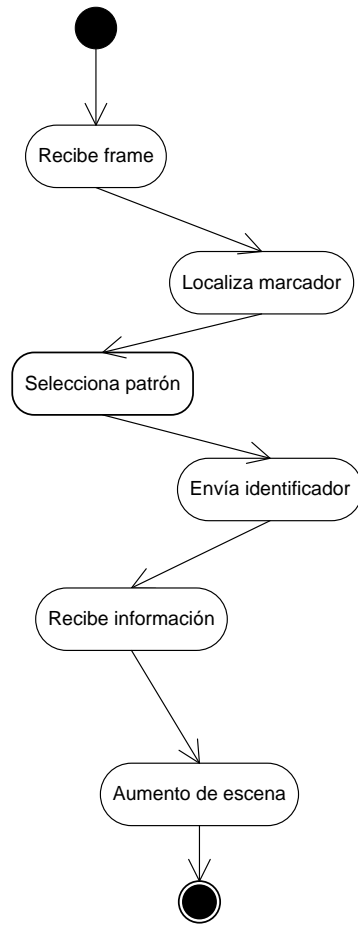 Recibe frame
Localiza marcador
Selecciona patrón
Envía identificador
Recibe información
Aumento de escena